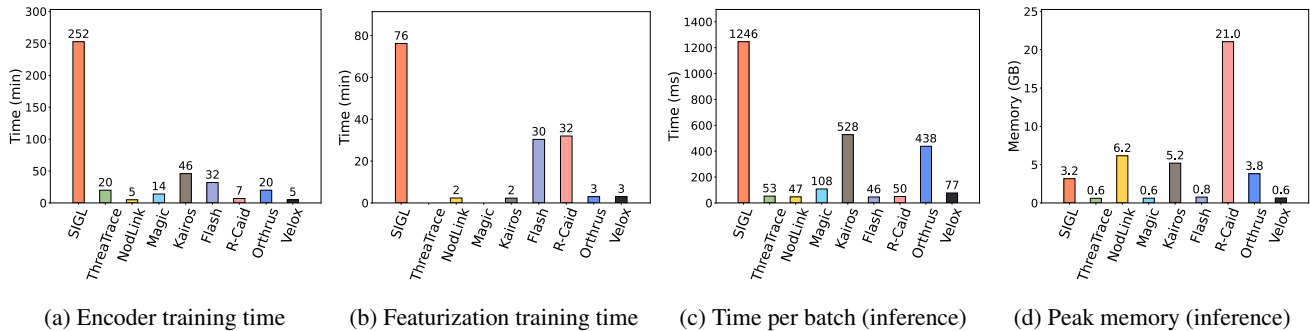 300
250
200
150
100
50
0
Time (min)
252
20
5
14
46
32
7
20
5
SIGL
ThreaTrace
NodLink
Magic
Kairos
Flash
R-Caid
Orthrus
Velox
(a) Encoder training time
80
60
40
20
0
Time (min)
76
2
2
30
32
3
3
SIGL
ThreaTrace
NodLink
Magic
Kairos
Flash
R-Caid
Orthrus
Velox
(b) Featurization training time
1400
1200
1000
800
600
400
200
0
Time (ms)
1246
53
47
108
528
46
50
438
77
SIGL
ThreaTrace
NodLink
Magic
Kairos
Flash
R-Caid
Orthrus
Velox
(c) Time per batch (inference)
25
20
15
10
5
0
Memory (GB)
3.2
0.6
6.2
0.6
5.2
0.8
21.0
3.8
0.6
SIGL
ThreaTrace
NodLink
Magic
Kairos
Flash
R-Caid
Orthrus
Velox
(d) Peak memory (inference)